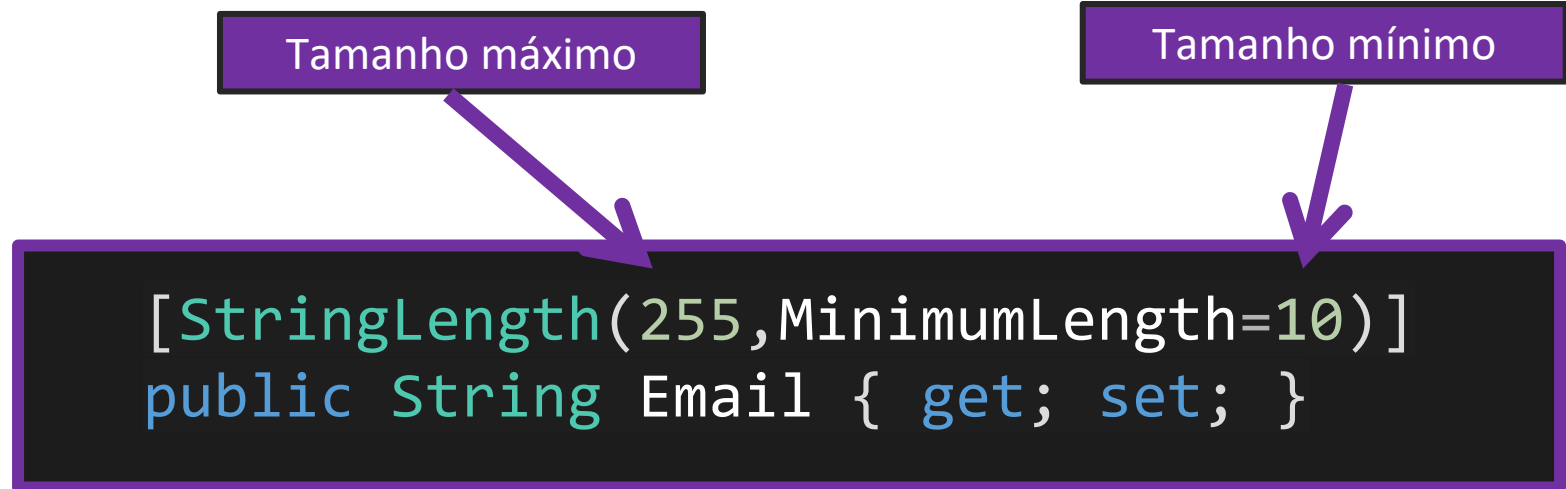 Tamanho máximo
Tamanho mínimo
[StringLength(255,MinimumLength=10)]
public String Email { get; set; }